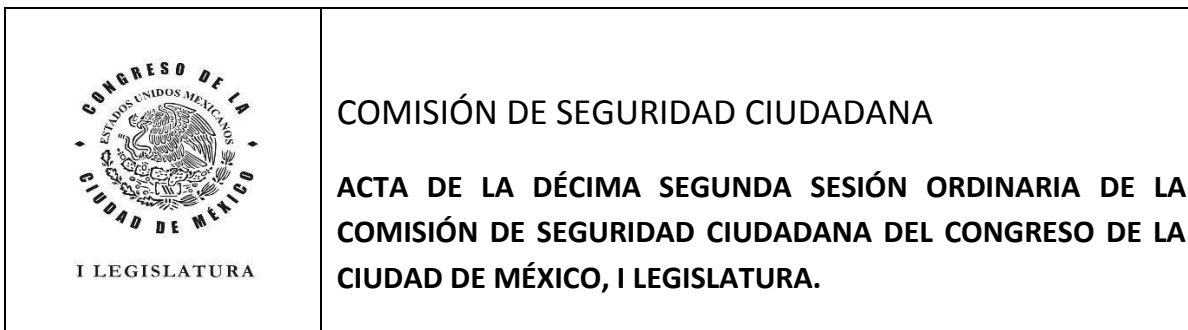 CONGRESO DE LA
ESTADOS UNIDOS MEXICANOS
CIUDAD DE MÉXICO
I LEGISLATURA
COMISIÓN DE SEGURIDAD CIUDADANA
ACTA DE LA DÉCIMA SEGUNDA SESIÓN ORDINARIA DE LA
COMISIÓN DE SEGURIDAD CIUDADANA DEL CONGRESO DE LA
CIUDAD DE MÉXICO, I LEGISLATURA.